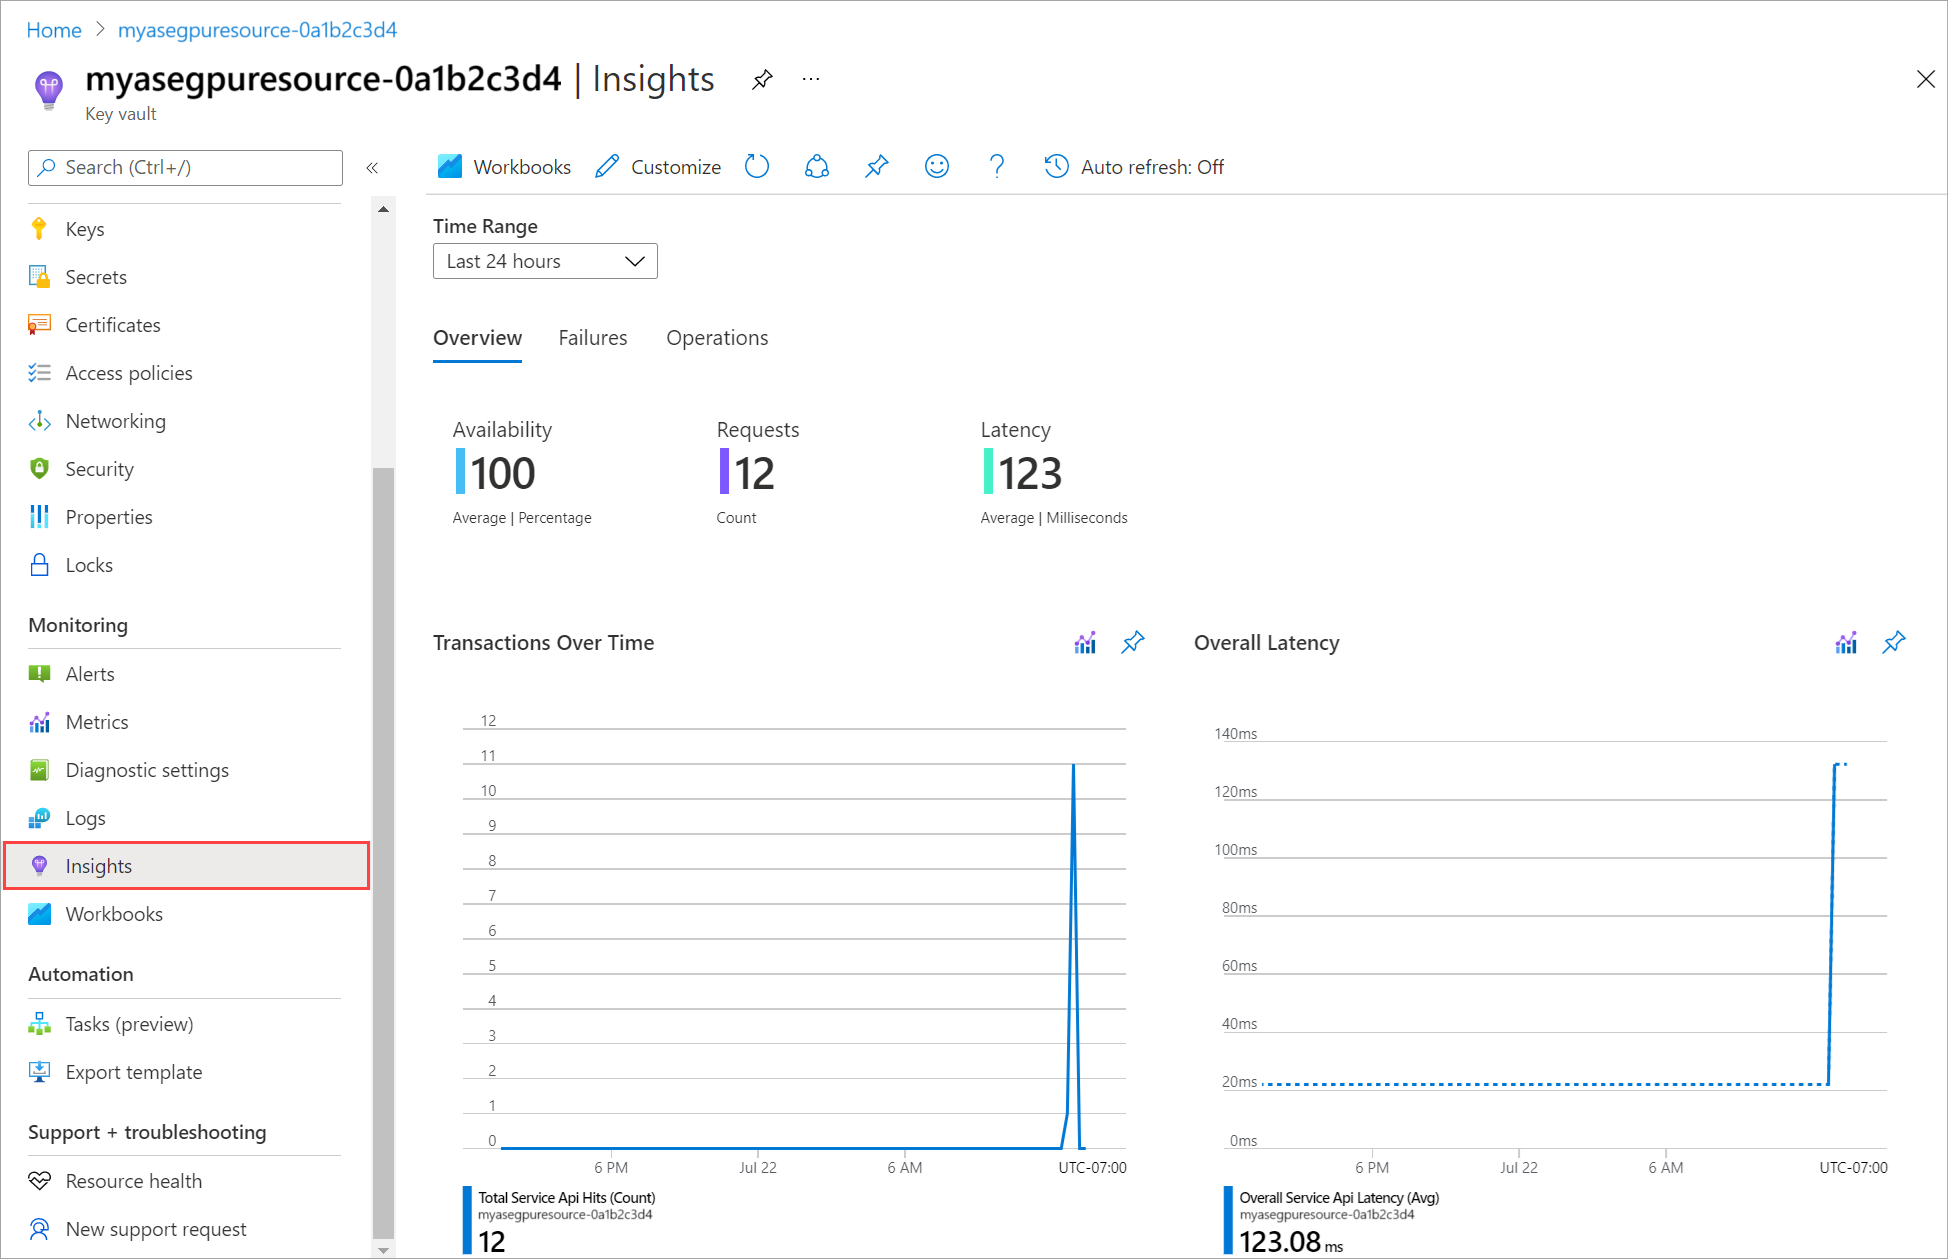 Home > myasegpuresource-0a1b2c3d4
myasegpuresource-0a1b2c3d4 | Insights
Key vault
Search (Ctrl+/)
«
Keys
Secrets
Certificates
Access policies
Networking
Security
Properties
Locks
Monitoring
Alerts
Metrics
Diagnostic settings
Logs
Insights
Workbooks
Automation
Tasks (preview)
Export template
Support + troubleshooting
Resource health
New support request
Workbooks Customize ? Auto refresh: Off
Time Range
Last 24 hours
Overview Failures Operations
Availability
100
Average | Percentage
Requests
12
Count
Latency
123
Average | Milliseconds
Transactions Over Time
12
11
10
9
8
7
6
5
4
3
2
1
0
6 PM Jul 22 6 AM UTC-07:00
Total Service Api Hits (Count)
myasegpuresource-0a1b2c3d4
12
Overall Latency
140ms
120ms
100ms
80ms
60ms
40ms
20ms
0ms
6 PM Jul 22 6 AM UTC-07:00
Overall Service Api Latency (Avg)
myasegpuresource-0a1b2c3d4
123.08 ms